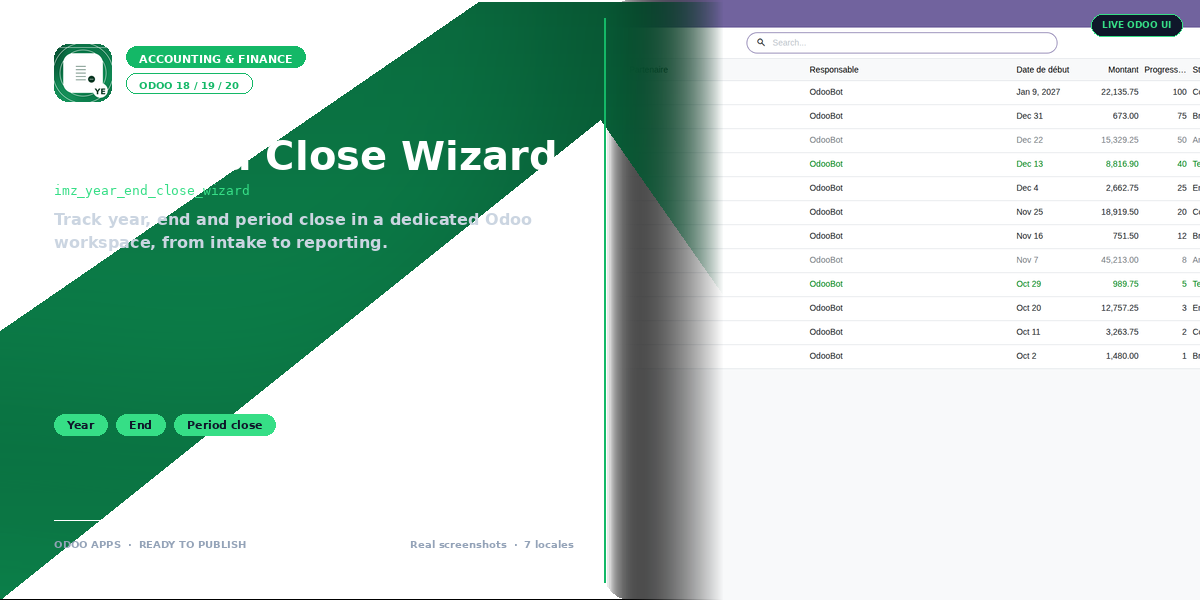 YE
ACCOUNTING & FINANCE
ODOO 18 / 19 / 20
Close Wizard
imz_year_end_close_wizard
Track year, end and period close in a dedicated Odoo
workspace, from intake to reporting.
Year
End
Period close
ODOO APPS · READY TO PUBLISH
Real screenshots · 7 locales
LIVE ODOO UI
Search...
Responsable Date de début Montant Progress...
OdooBot Jan 9, 2027 22,135.75 100
OdooBot Dec 31 673.00 75
OdooBot Dec 22 15,329.25 50
OdooBot Dec 13 8,816.90 40
OdooBot Dec 4 2,662.75 25
OdooBot Nov 25 18,919.50 20
OdooBot Nov 16 751.50 12
OdooBot Nov 7 45,213.00 8
OdooBot Oct 29 989.75 5
OdooBot Oct 20 12,757.25 3
OdooBot Oct 11 3,263.75 2
OdooBot Oct 2 1,480.00 1